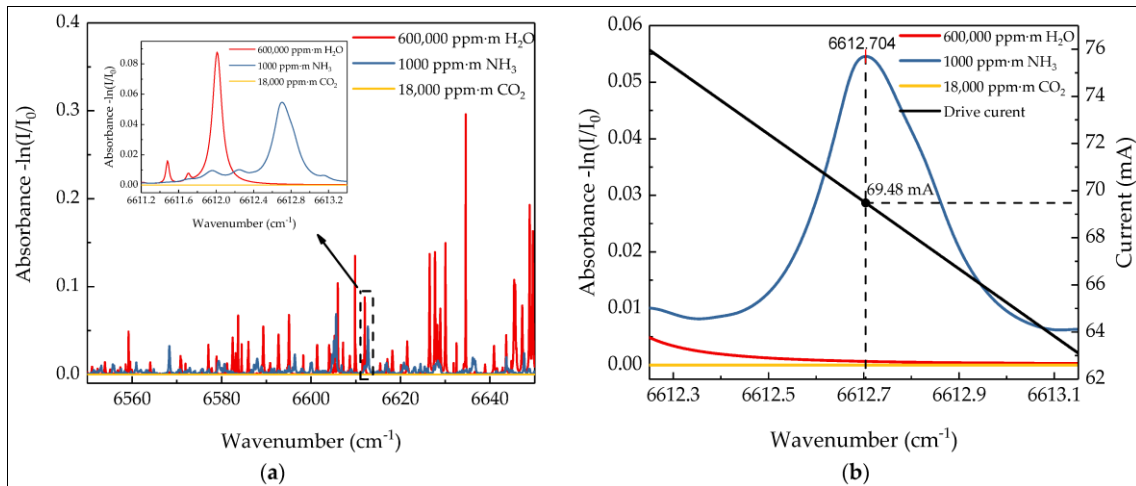 0.4
0.3
0.2
0.1
0.0
Absorbance -ln(I/I0)
6560
6580
6600
6620
6640
Wavenumber (cm-1)
600,000 ppm·m H2O
1000 ppm·m NH3
18,000 ppm·m CO2
0.08
0.04
0.00
Absorbance -ln(I/I0)
600,000 ppm·m H2O
1000 ppm·m NH3
18,000 ppm·m CO2
6611.2
6611.6
6612.0
6612.4
6612.8
6613.2
Wavenumber (cm-1)
(a)
0.06
0.05
0.04
0.03
0.02
0.01
0.00
Absorbance -ln(I/I0)
6612.704
600,000 ppm·m H2O
1000 ppm·m NH3
18,000 ppm·m CO2
Drive curent
69.48 mA
76
74
72
70
68
66
64
62
Current (mA)
6612.3
6612.5
6612.7
6612.9
6613.1
Wavenumber (cm-1)
(b)